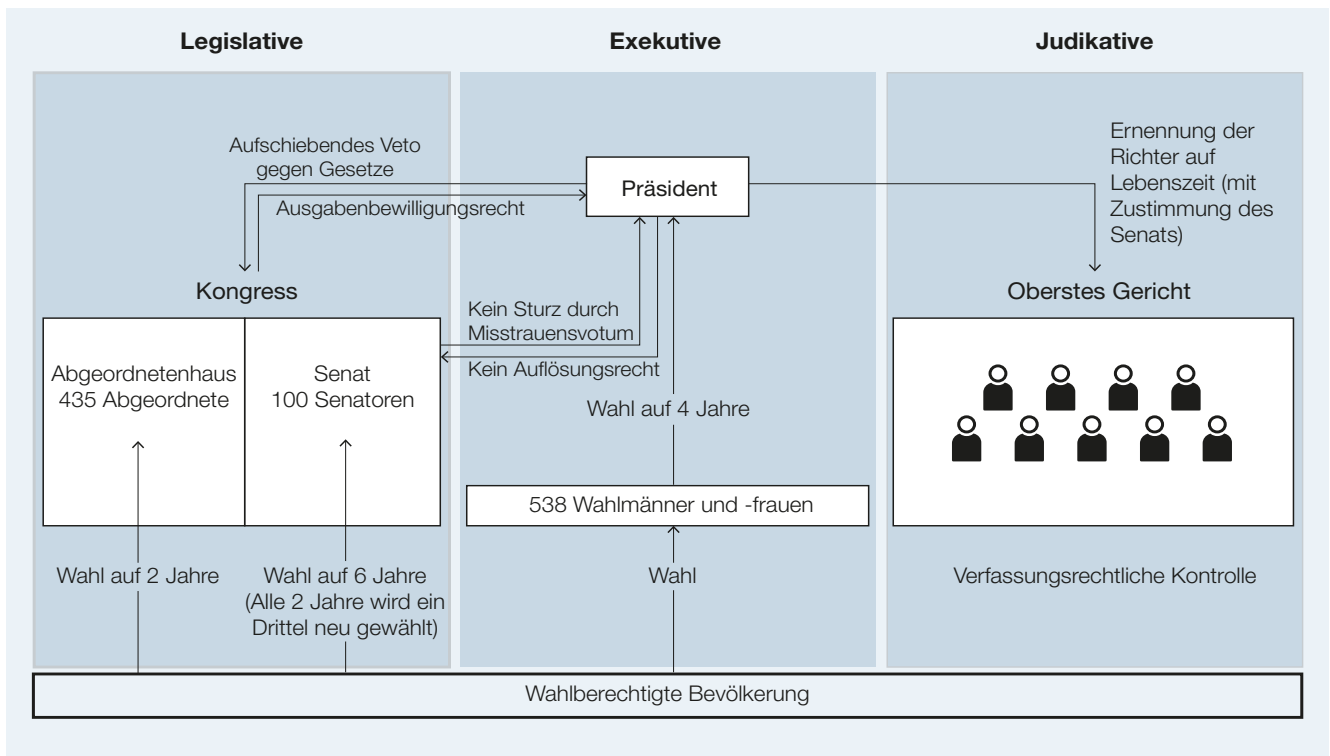 Legislative
Exekutive
Judikative
Aufschiebendes Veto
gegen Gesetze
Ausgabenbewilligungsrecht
Präsident
Ernennung der
Richter auf
Lebenszeit (mit
Zustimmung des
Senats)
Kongress
Oberstes Gericht
Kein Sturz durch
Misstrauensvotum
Kein Auflösungsrecht
Abgeordnetenhaus
435 Abgeordnete
Senat
100 Senatoren
Wahl auf 4 Jahre
538 Wahlmänner und -frauen
Wahl auf 2 Jahre
Wahl auf 6 Jahre
(Alle 2 Jahre wird ein
Drittel neu gewählt)
Wahl
Verfassungsrechtliche Kontrolle
Wahlberechtigte Bevölkerung